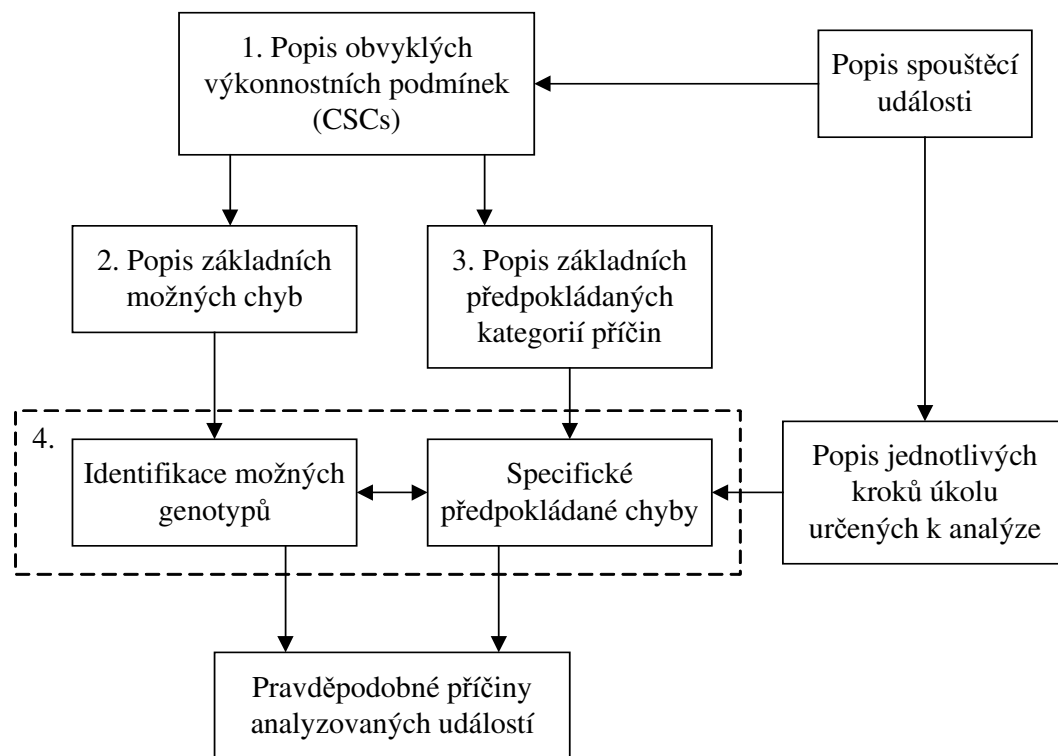 1. Popis obvyklých
výkonnostních podmínek
(CSCs)
Popis spouštěcí
události
2. Popis základních
možných chyb
3. Popis základních
předpokládaných
kategorií příčin
4.
Identifikace možných
genotypů
Specifické
předpokládané chyby
Popis jednotlivých
kroků úkolu
určených k analýze
Pravděpodobné příčiny
analyzovaných událostí